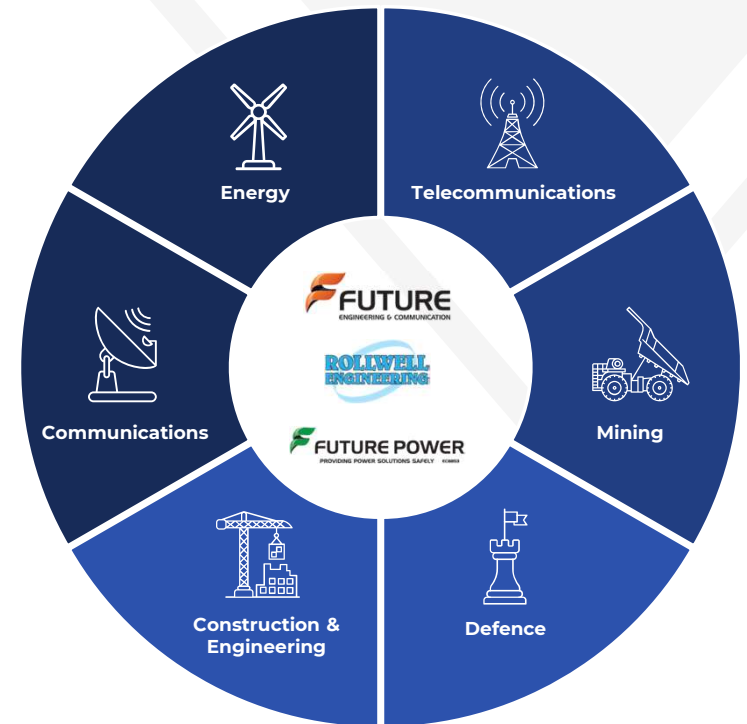 Energy
Telecommunications
FUTURE
ENGINEERING & COMMUNICATION
ROLLWELL
ENGINEERING
Communications
Mining
FUTURE POWER
PROVIDING POWER SOLUTIONS SAFELY
Construction &
Engineering
Defence